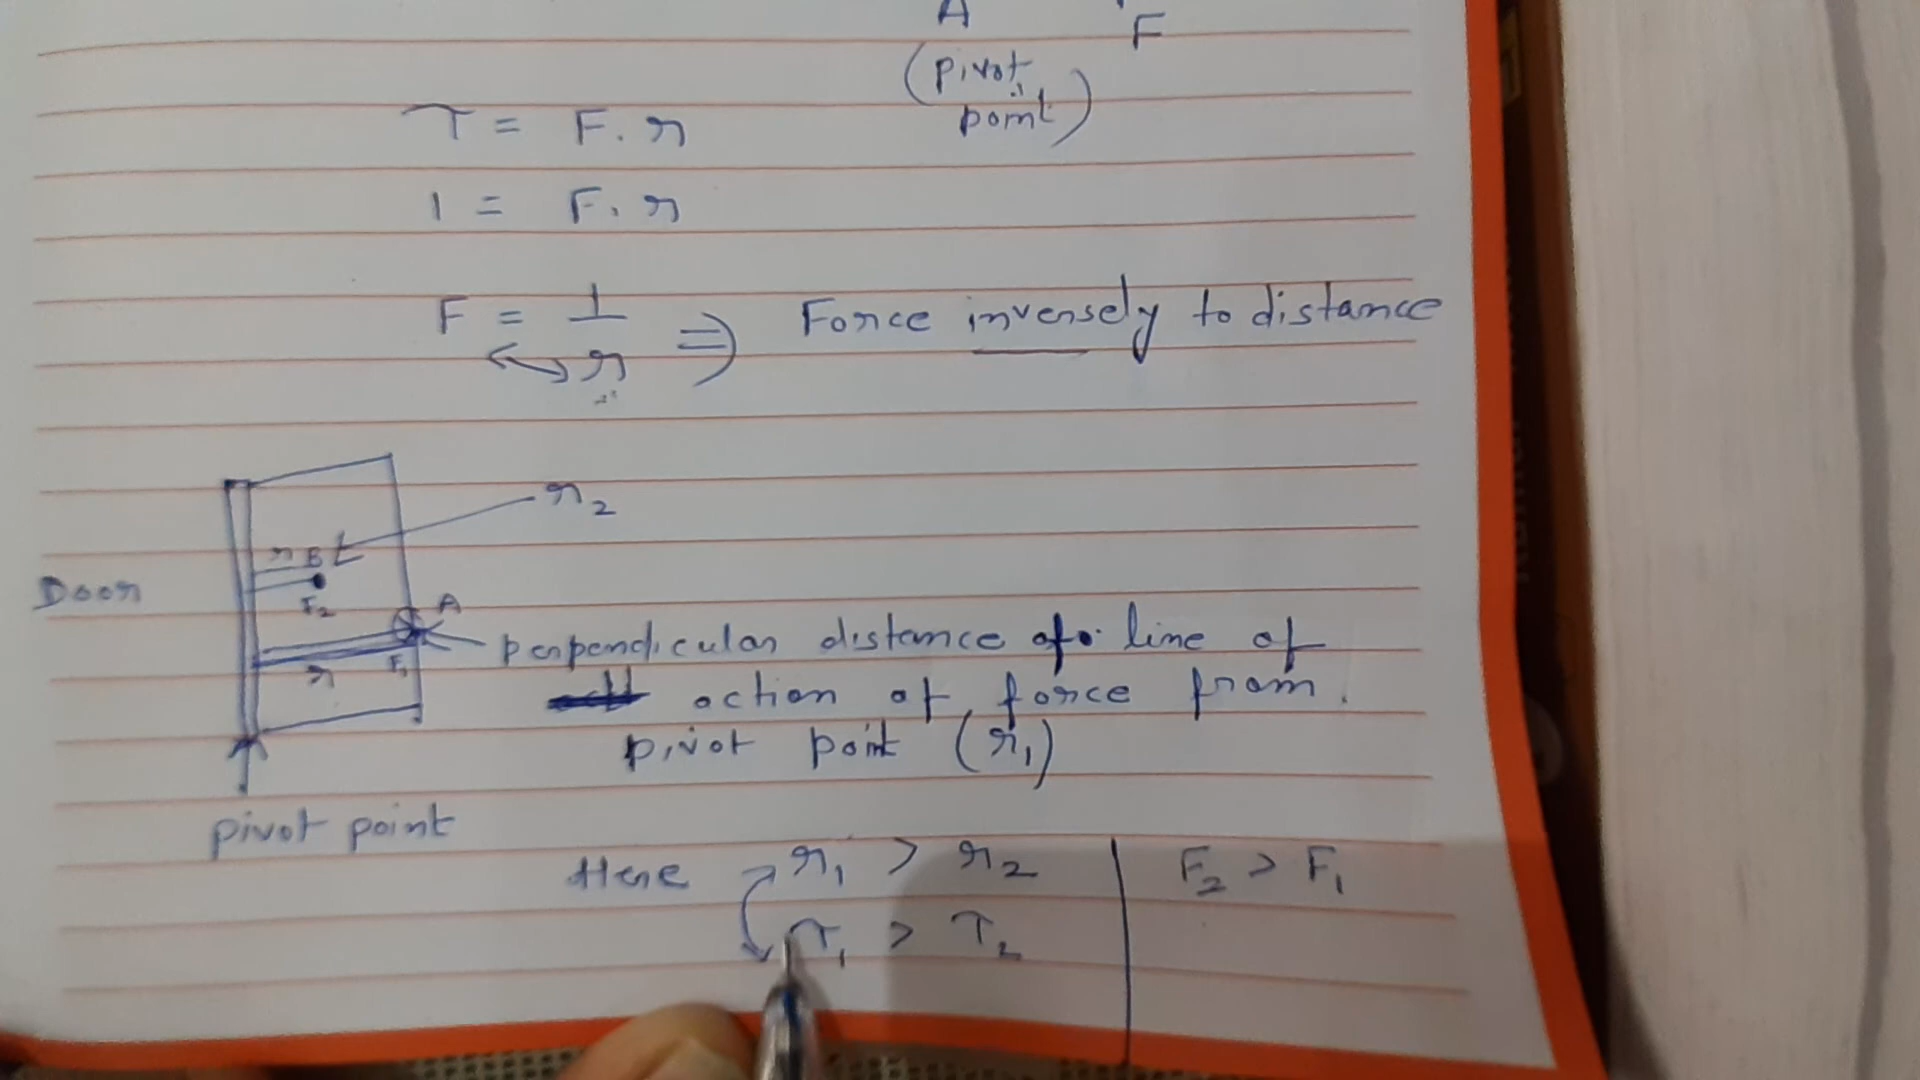 A
F
(pivot
point)
τ = F. r
1 = F. r
F = 1/r ⇒ Force inversely to distance
r2
r B
Door
F2
A
perpendicular distance of line of
r F1
action of force from.
pivot point (r1)
pivot point
Here r1 > r2 | F2 > F1
τ1 > τ2